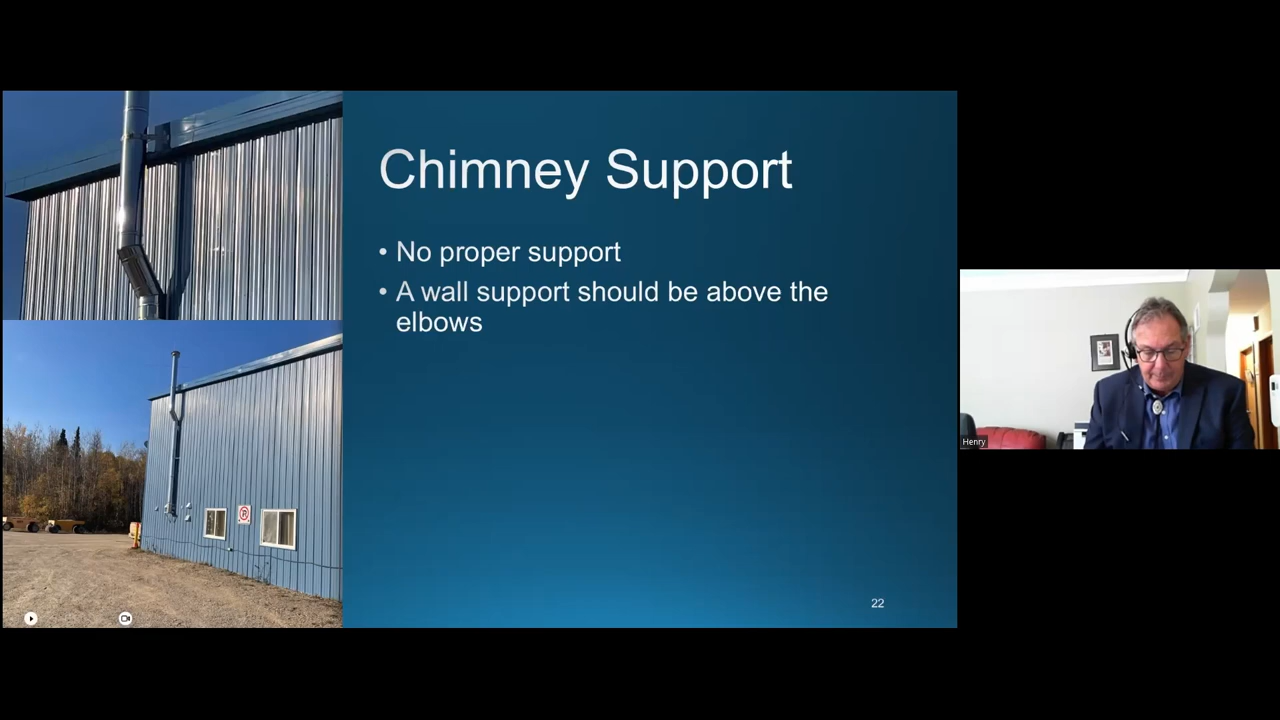 Chimney Support
• No proper support
• A wall support should be above the
elbows
22
Henry